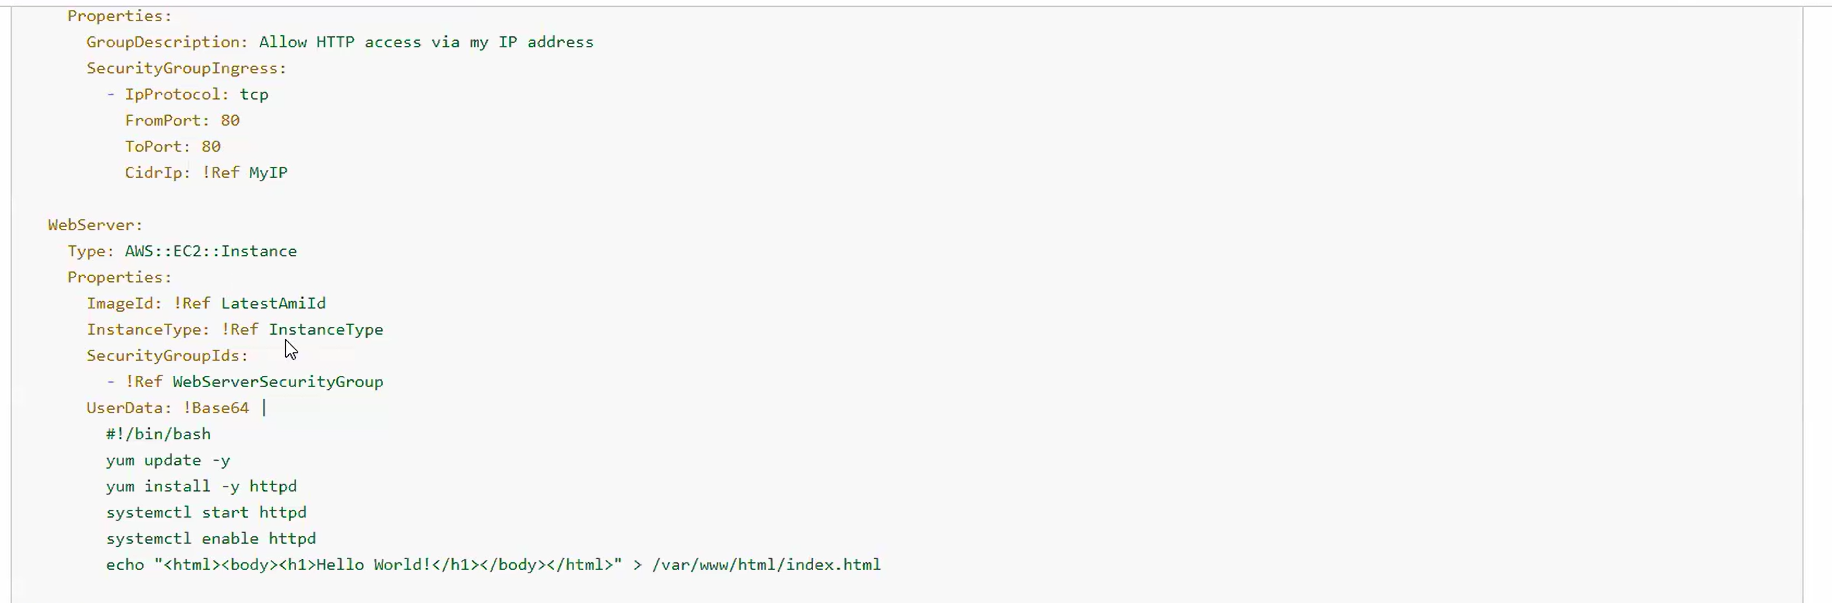 Properties:
GroupDescription: Allow HTTP access via my IP address
SecurityGroupIngress:
- IpProtocol: tcp
FromPort: 80
ToPort: 80
CidrIp: !Ref MyIP
WebServer:
Type: AWS::EC2::Instance
Properties:
ImageId: !Ref LatestAmiId
InstanceType: !Ref InstanceType
SecurityGroupIds:
- !Ref WebServerSecurityGroup
UserData: !Base64 |
#!/bin/bash
yum update -y
yum install -y httpd
systemctl start httpd
systemctl enable httpd
echo "<html><body><h1>Hello World!</h1></body></html>" > /var/www/html/index.html